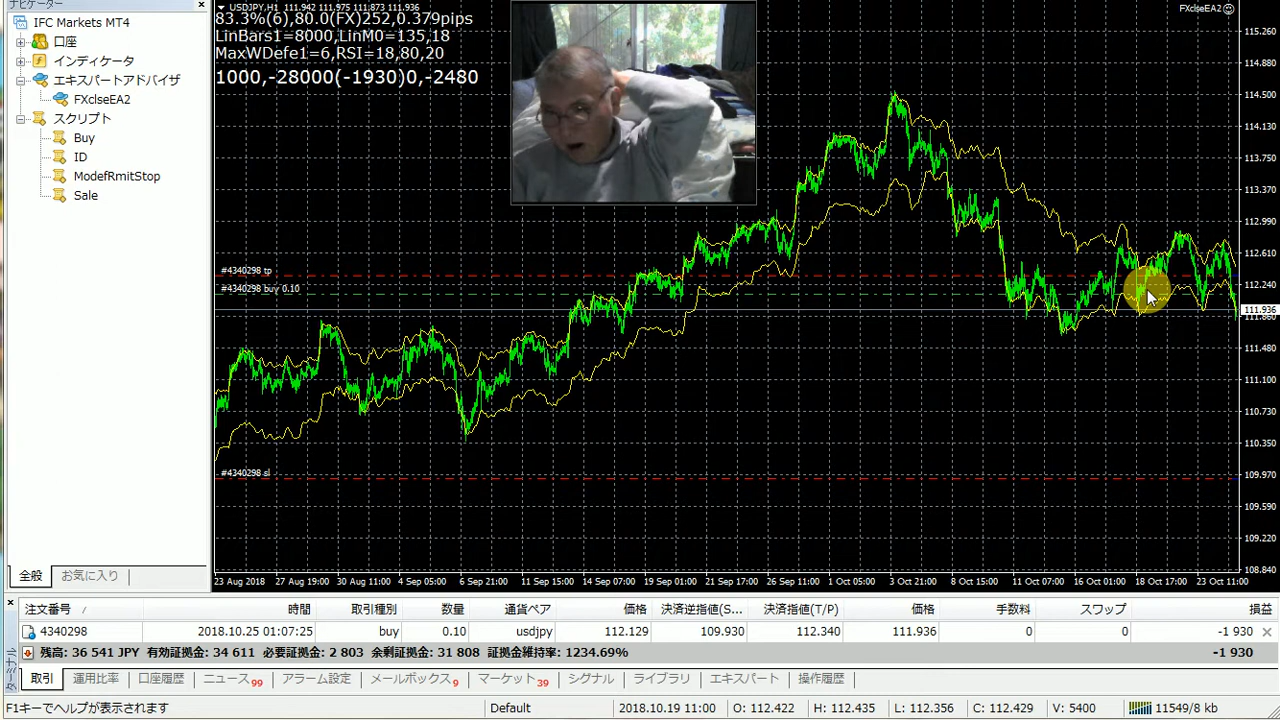 ナビゲーター
IFC Markets MT4
口座
インディケータ
エキスパートアドバイザ
FXclseEA2
スクリプト
Buy
ID
ModefRmitStop
Sale
全般
お気に入り
USDJPY,H1 111.942 111.975 111.873 111.936
83.3%(6),80.0(FX)252,0.379pips
LinBars1=8000,LinM0=135,18
MaxWDefe1=6,RSI=18,80,20
1000,-28000(-1930)0,-2480
FXclseEA2
115.260
114.880
114.500
114.130
113.750
113.370
112.990
112.610
112.240
111.936
111.860
111.480
111.100
110.730
110.350
109.970
109.590
109.220
108.840
#4340298 tp
#4340298 buy 0.10
#4340298 sl
23 Aug 2018 27 Aug 19:00 30 Aug 11:00 4 Sep 05:00 6 Sep 21:00 11 Sep 15:00 14 Sep 07:00 19 Sep 01:00 21 Sep 17:00 26 Sep 11:00 1 Oct 05:00 3 Oct 21:00 8 Oct 15:00 11 Oct 07:00 16 Oct 01:00 18 Oct 17:00 23 Oct 11:00
注文番号 時間 取引種別 数量 通貨ペア 価格 決済逆指値(S... 決済指値(T/P) 価格 手数料 スワップ 損益
4340298 2018.10.25 01:07:25 buy 0.10 usdjpy 112.129 109.930 112.340 111.936 0 0 -1 930
残高: 36 541 JPY 有効証拠金: 34 611 必要証拠金: 2 803 余剰証拠金: 31 808 証拠金維持率: 1234.69% -1 930
ターミナル
取引 運用比率 口座履歴 ニュース99 アラーム設定 メールボックス9 マーケット39 シグナル ライブラリ エキスパート 操作履歴
F1キーでヘルプが表示されます Default 2018.10.19 11:00 O: 112.422 H: 112.435 L: 112.356 C: 112.429 V: 5400 11549/8 kb